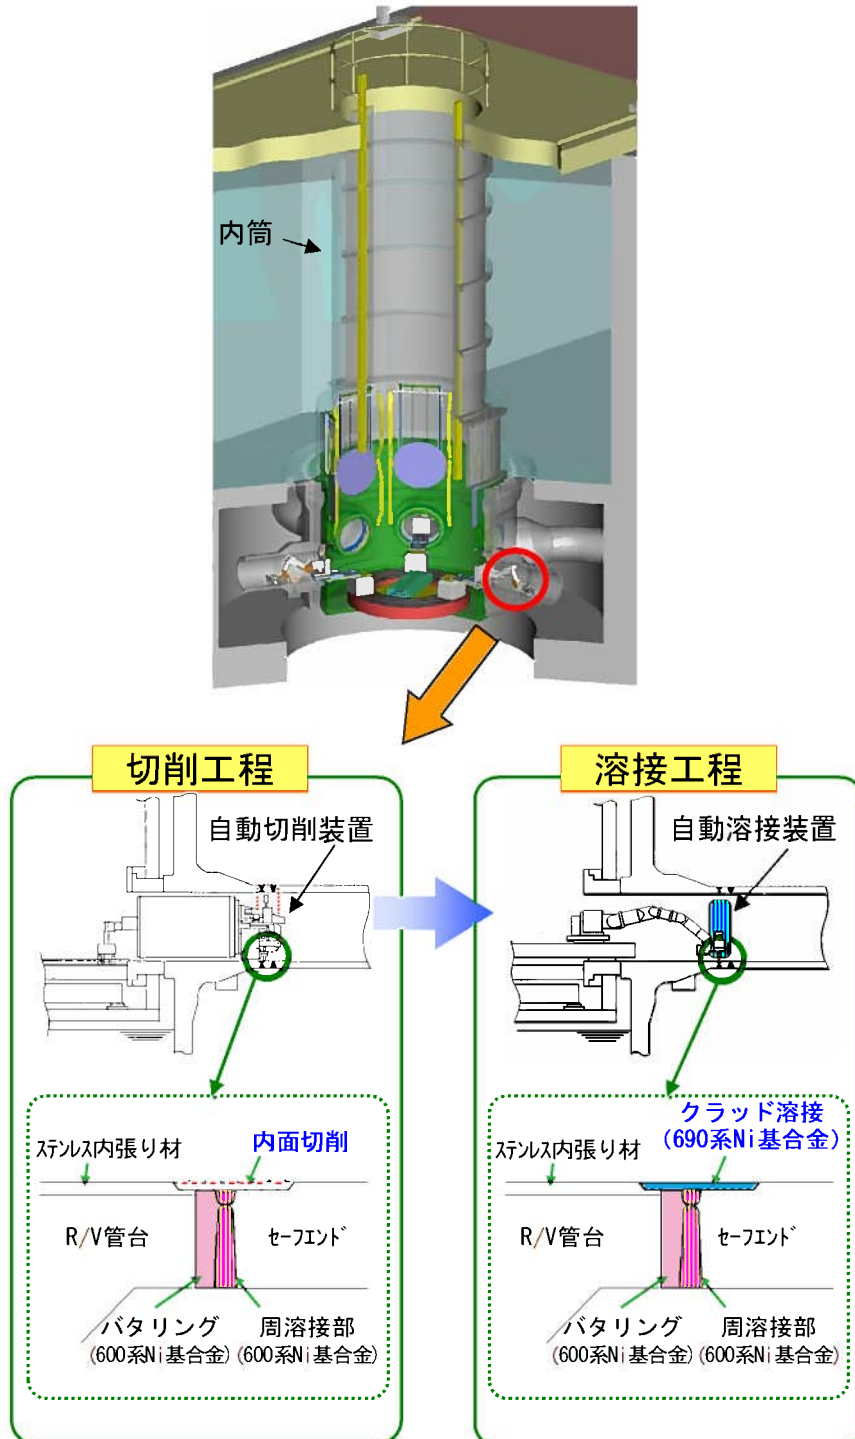 内筒
切削工程
自動切削装置
ステンレス内張り材
内面切削
R/V管台
セーフエンド
バタリング
(600系Ni基合金)
周溶接部
(600系Ni基合金)
溶接工程
自動溶接装置
クラッド溶接
(690系Ni基合金)
ステンレス内張り材
R/V管台
セーフエンド
バタリング
(600系Ni基合金)
周溶接部
(600系Ni基合金)